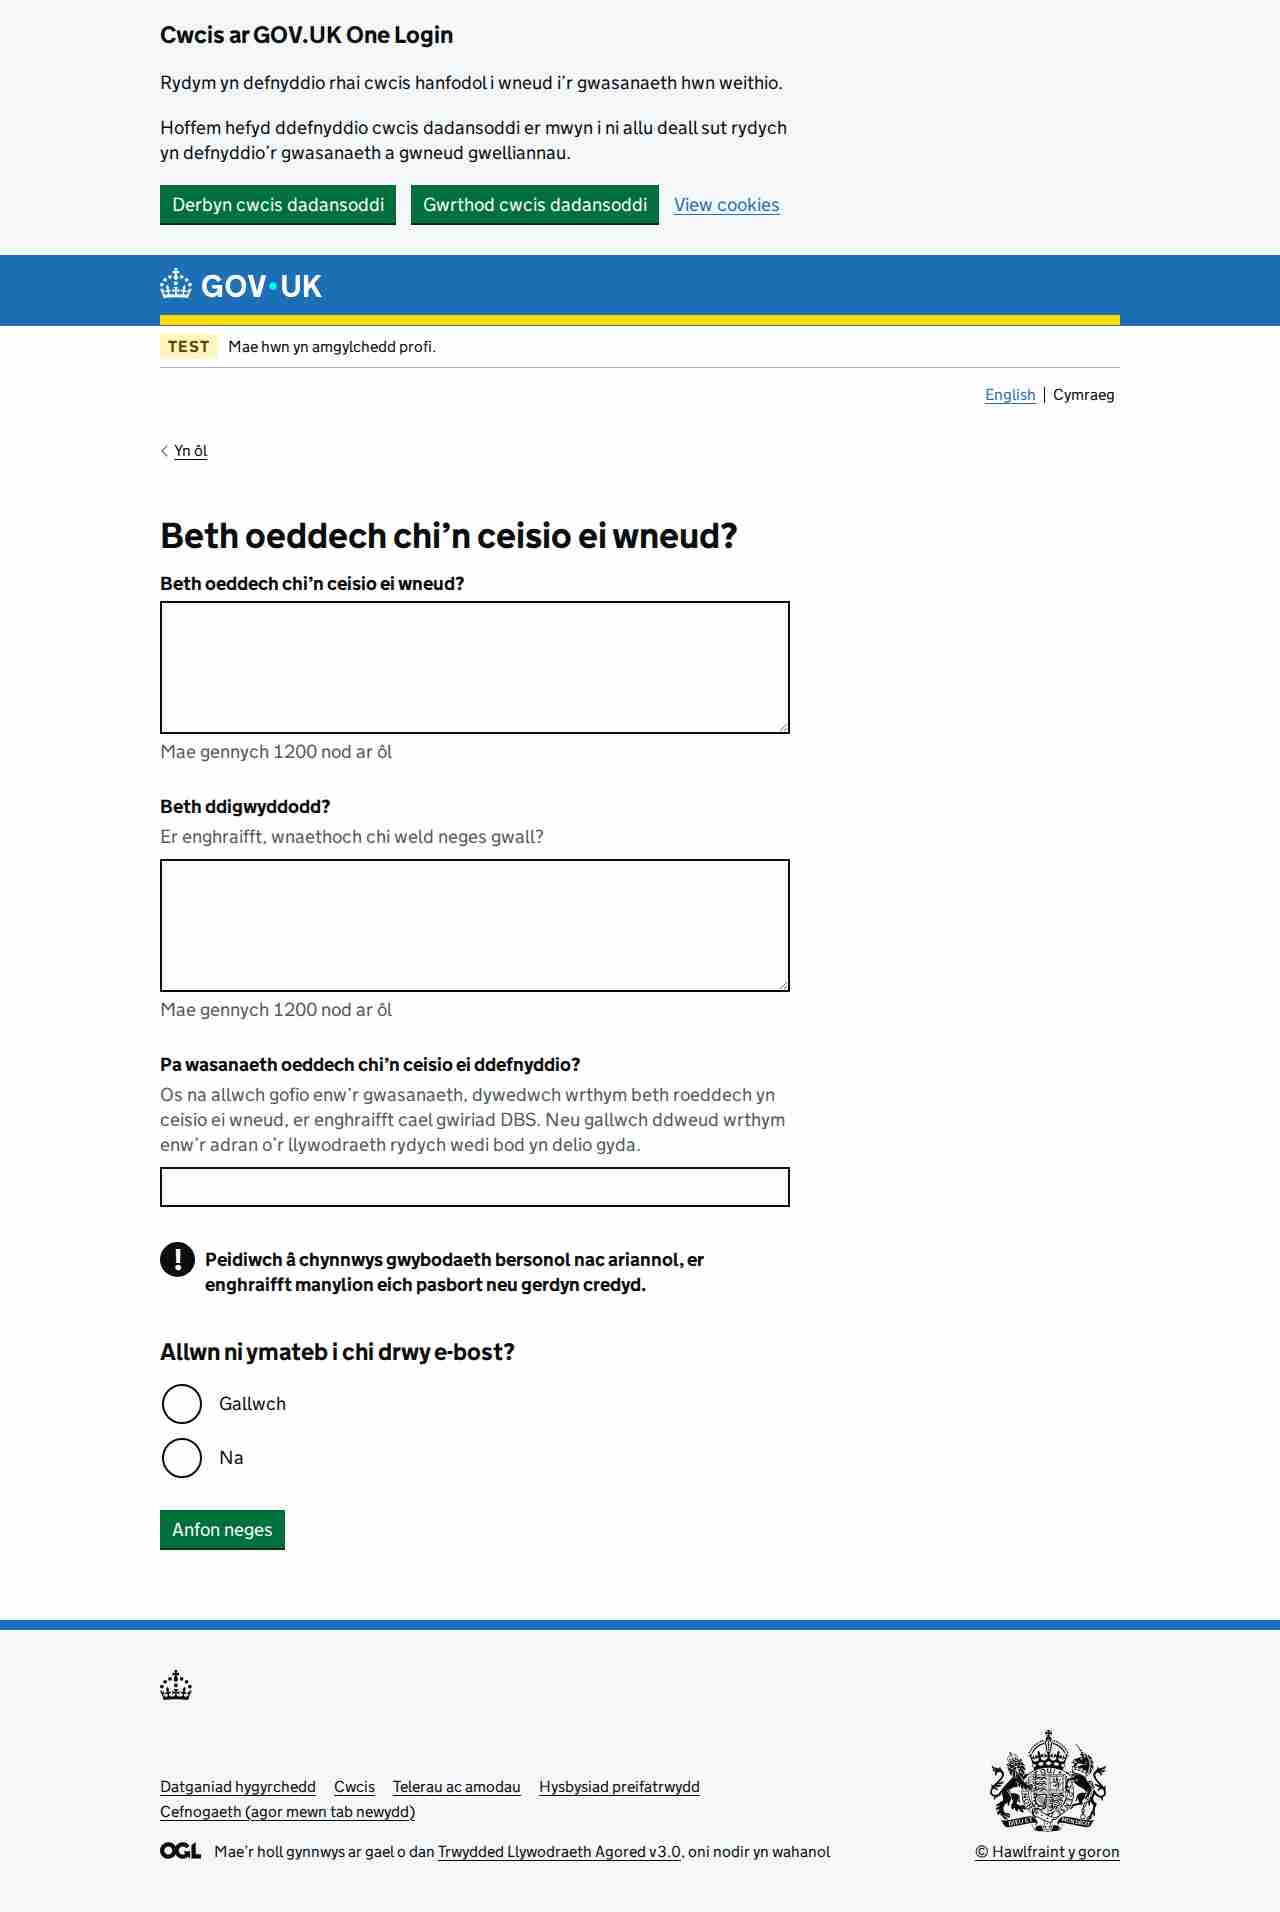 Cwcis ar GOV.UK One Login
Rydym yn defnyddio rhai cwcis hanfodol i wneud i’r gwasanaeth hwn weithio.
Hoffem hefyd ddefnyddio cwcis dadansoddi er mwyn i ni allu deall sut rydych
yn defnyddio’r gwasanaeth a gwneud gwelliannau.
Derbyn cwcis dadansoddi Gwrthod cwcis dadansoddi View cookies
GOV·UK
TEST Mae hwn yn amgylchedd profi.
English Cymraeg
Yn ôl
Beth oeddech chi’n ceisio ei wneud?
Beth oeddech chi’n ceisio ei wneud?
Mae gennych 1200 nod ar ôl
Beth ddigwyddodd?
Er enghraifft, wnaethoch chi weld neges gwall?
Mae gennych 1200 nod ar ôl
Pa wasanaeth oeddech chi’n ceisio ei ddefnyddio?
Os na allwch gofio enw’r gwasanaeth, dywedwch wrthym beth roeddech yn
ceisio ei wneud, er enghraifft cael gwiriad DBS. Neu gallwch ddweud wrthym
enw’r adran o’r llywodraeth rydych wedi bod yn delio gyda.
! Peidiwch â chynnwys gwybodaeth bersonol nac ariannol, er
enghraifft manylion eich pasbort neu gerdyn credyd.
Allwn ni ymateb i chi drwy e-bost?
Gallwch
Na
Anfon neges
Datganiad hygyrchedd Cwcis Telerau ac amodau Hysbysiad preifatrwydd
Cefnogaeth (agor mewn tab newydd)
OGL Mae’r holl gynnwys ar gael o dan Trwydded Llywodraeth Agored v3.0, oni nodir yn wahanol
© Hawlfraint y goron